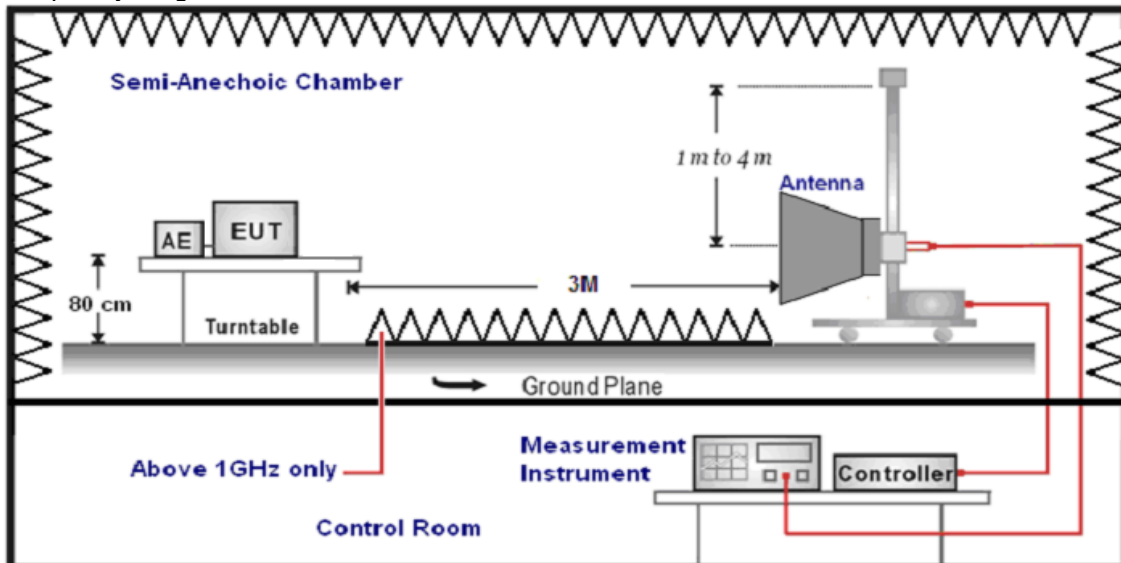 Semi-Anechoic Chamber
1 m to 4 m
Antenna
AE
EUT
3M
80 cm
Turntable
Ground Plane
Measurement
Instrument
Above 1GHz only
Controller
Control Room